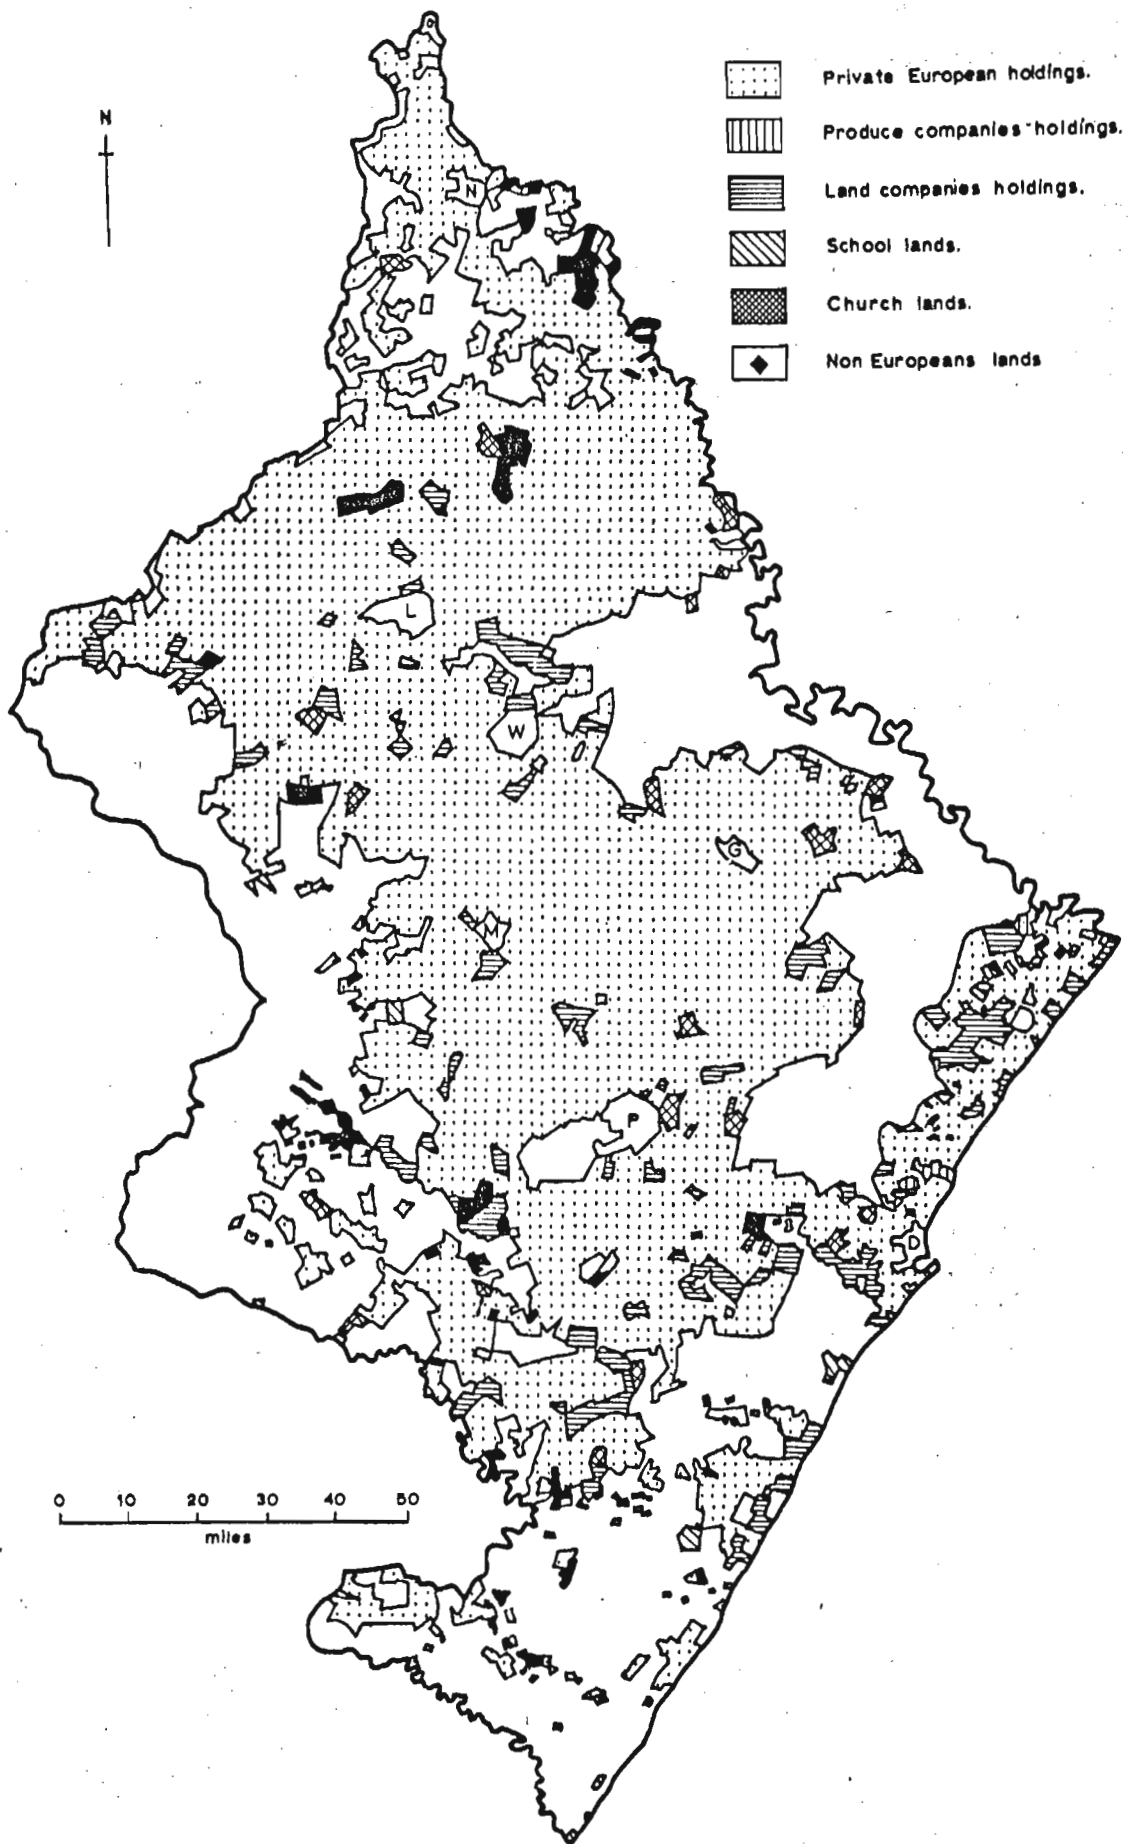 Private European holdings.
Produce companies holdings.
Land companies holdings.
School lands.
Church lands.
Non Europeans lands
N
N
L
W
G
M
P
D
0 10 20 30 40 50
miles